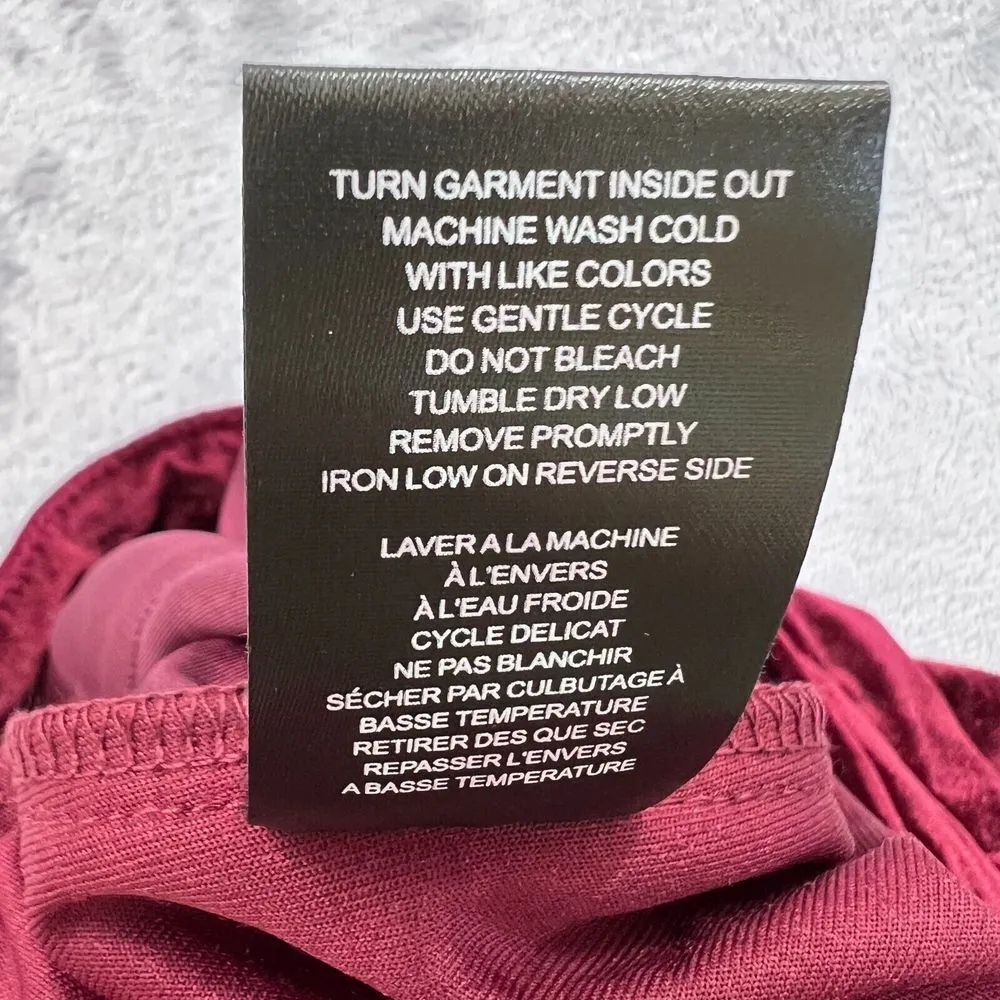 TURN GARMENT INSIDE OUT
MACHINE WASH COLD
WITH LIKE COLORS
USE GENTLE CYCLE
DO NOT BLEACH
TUMBLE DRY LOW
REMOVE PROMPTLY
IRON LOW ON REVERSE SIDE
LAVER A LA MACHINE
À L'ENVERS
À L'EAU FROIDE
CYCLE DELICAT
NE PAS BLANCHIR
SÉCHER PAR CULBUTAGE À
BASSE TEMPERATURE
RETIRER DES QUE SEC
REPASSER L'ENVERS
A BASSE TEMPERATURE